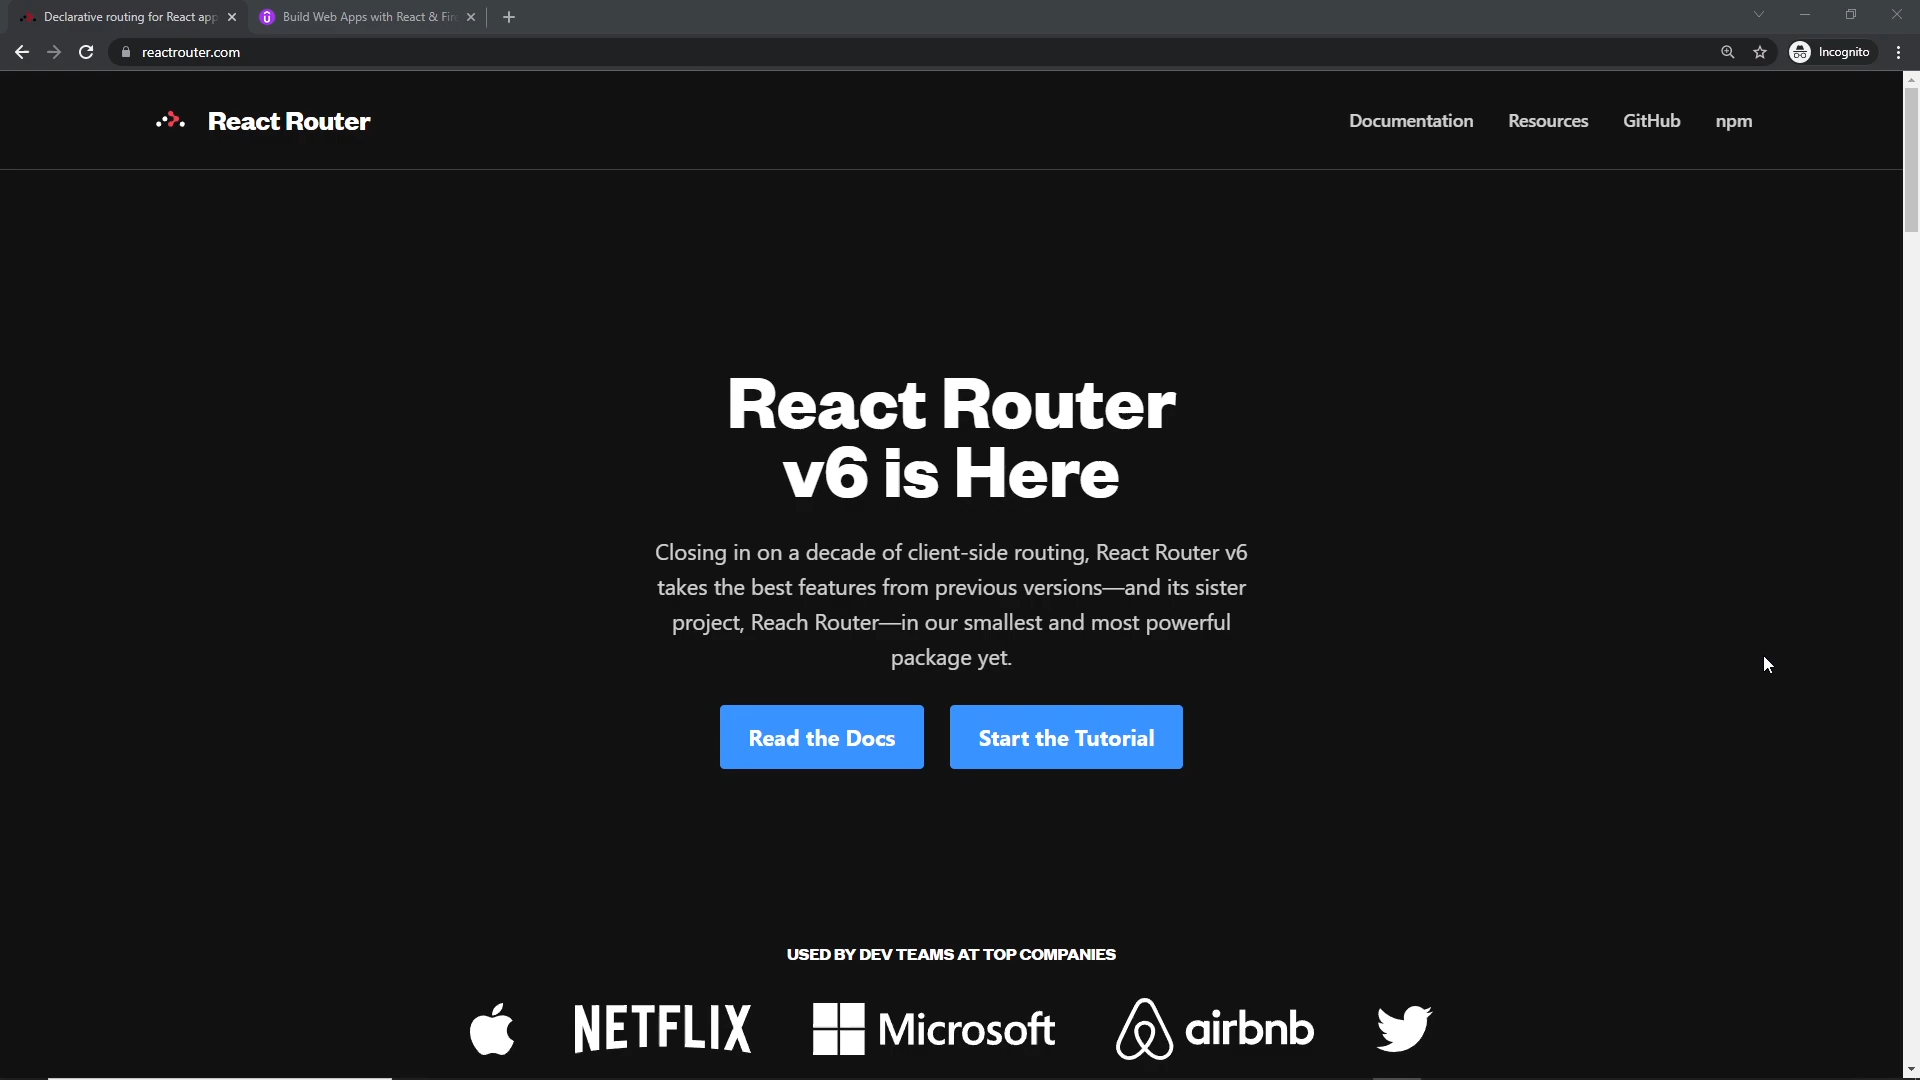 Declarative routing for React app
Build Web Apps with React & Fire
reactrouter.com
Incognito
React Router
Documentation
Resources
GitHub
npm
React Router
v6 is Here
Closing in on a decade of client-side routing, React Router v6
takes the best features from previous versions—and its sister
project, Reach Router—in our smallest and most powerful
package yet.
Read the Docs
Start the Tutorial
USED BY DEV TEAMS AT TOP COMPANIES
NETFLIX
Microsoft
airbnb